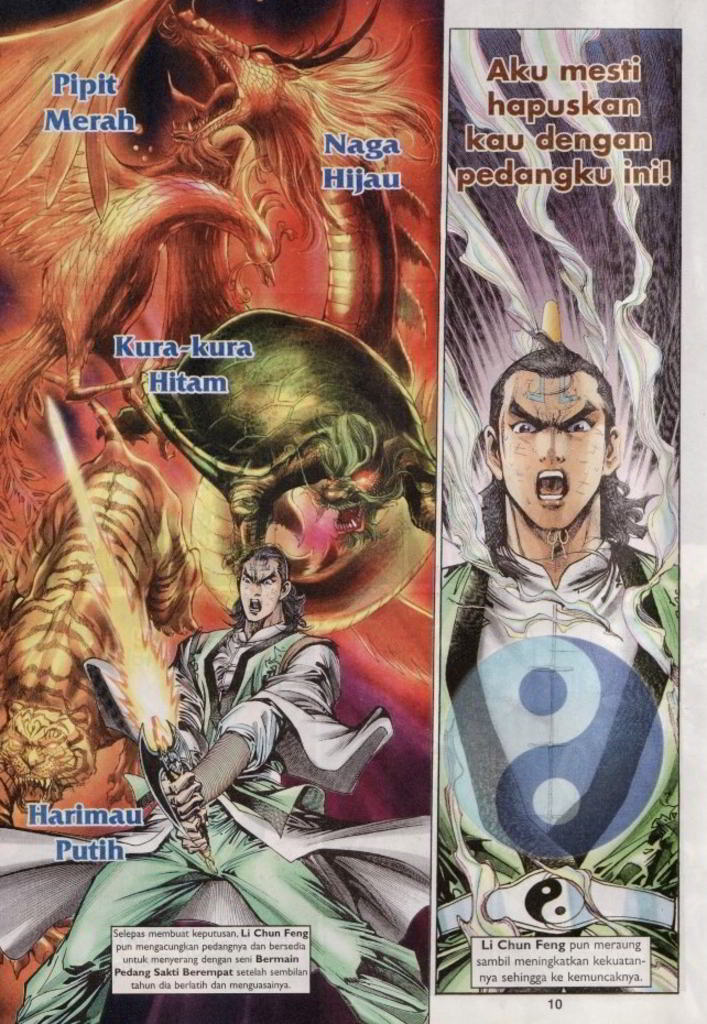 Pipit
Merah
Naga
Hijau
Kura-kura
Hitam
Harimau
Putih
Selepas membuat keputusan, Li Chun Feng
pun mengacungkan pedangnya dan bersedia
untuk menyerang dengan seni Bermain
Pedang Sakti Berempat setelah sembilan
tahun dia berlatih dan menguasainya.
Aku mesti
hapuskan
kau dengan
pedangku ini!
Li Chun Feng pun meraung
sambil meningkatkan kekuatan-
nya sehingga ke kemuncaknya.
10